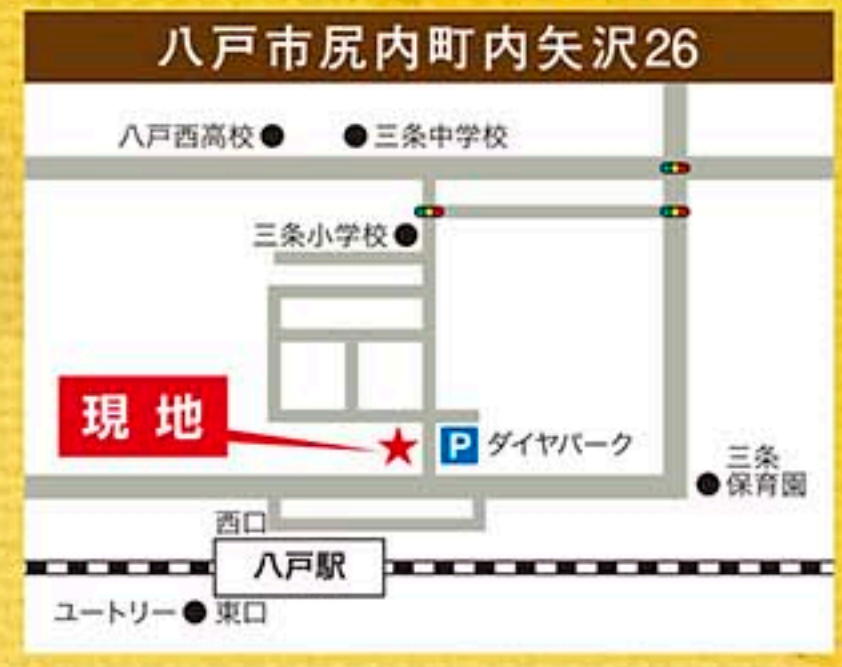 八戸市尻内町内矢沢26
八戸西高校
三条中学校
三条小学校
現地
P
ダイヤパーク
三条
保育園
西口
八戸駅
ユートリー
東口